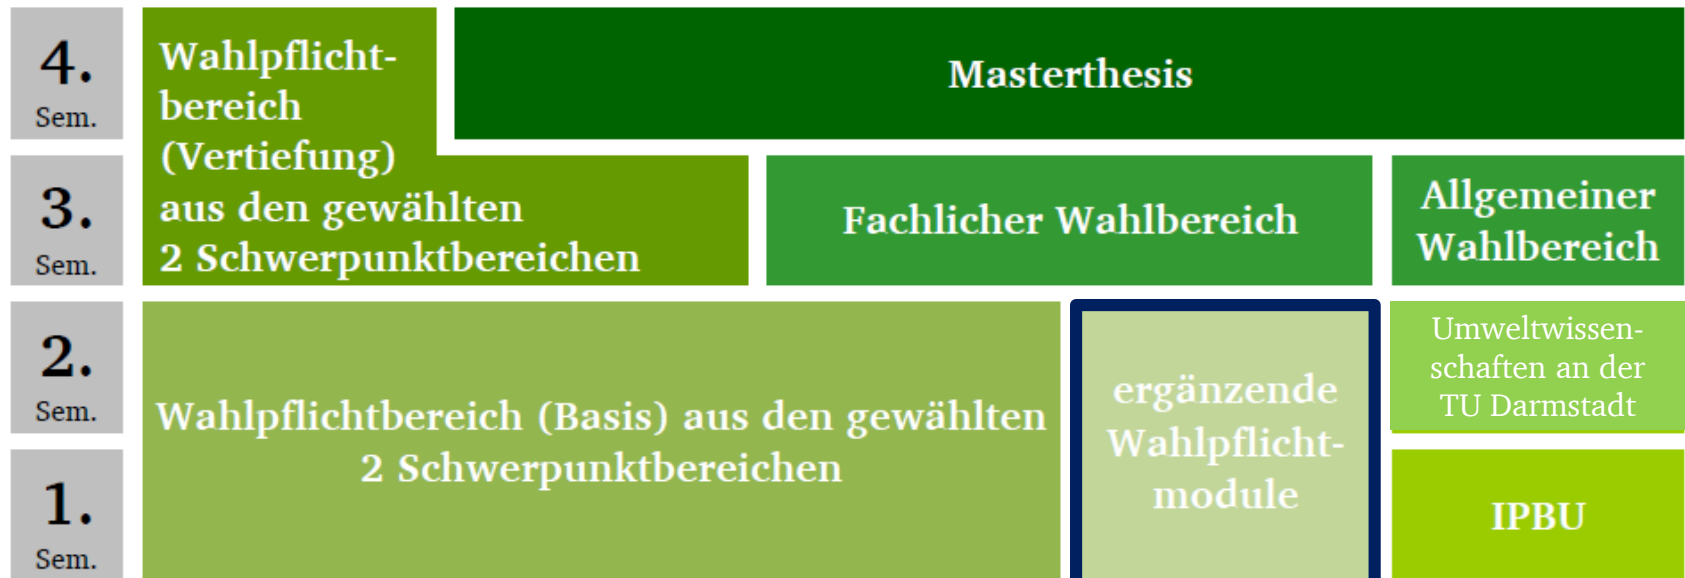 4.
Sem.
Wahlpflicht-
bereich
(Vertiefung)
aus den gewählten
2 Schwerpunktbereichen
Masterthesis
3.
Sem.
Fachlicher Wahlbereich
Allgemeiner
Wahlbereich
2.
Sem.
Wahlpflichtbereich (Basis) aus den gewählten
2 Schwerpunktbereichen
ergänzende
Wahlpflicht-
module
Umweltwissen-
schaften an der
TU Darmstadt
1.
Sem.
IPBU